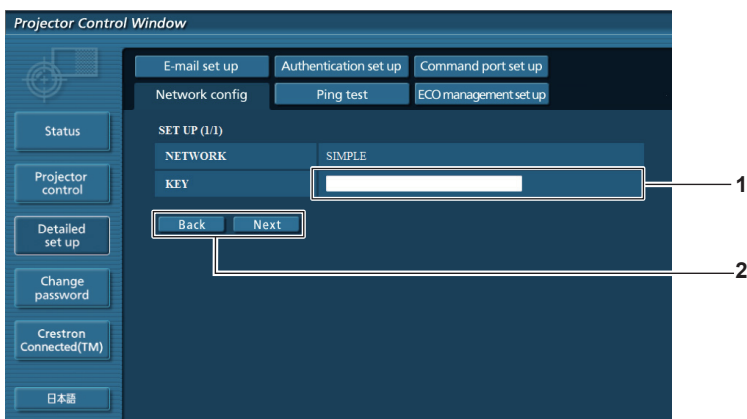 Projector Control Window
E-mail set up
Authentication set up
Command port set up
Network config
Ping test
ECO management set up
Status
Projector
control
Detailed
set up
Change
password
Crestron
Connected(TM)
日本語
SET UP (1/1)
NETWORK SIMPLE
KEY
Back Next
1
2